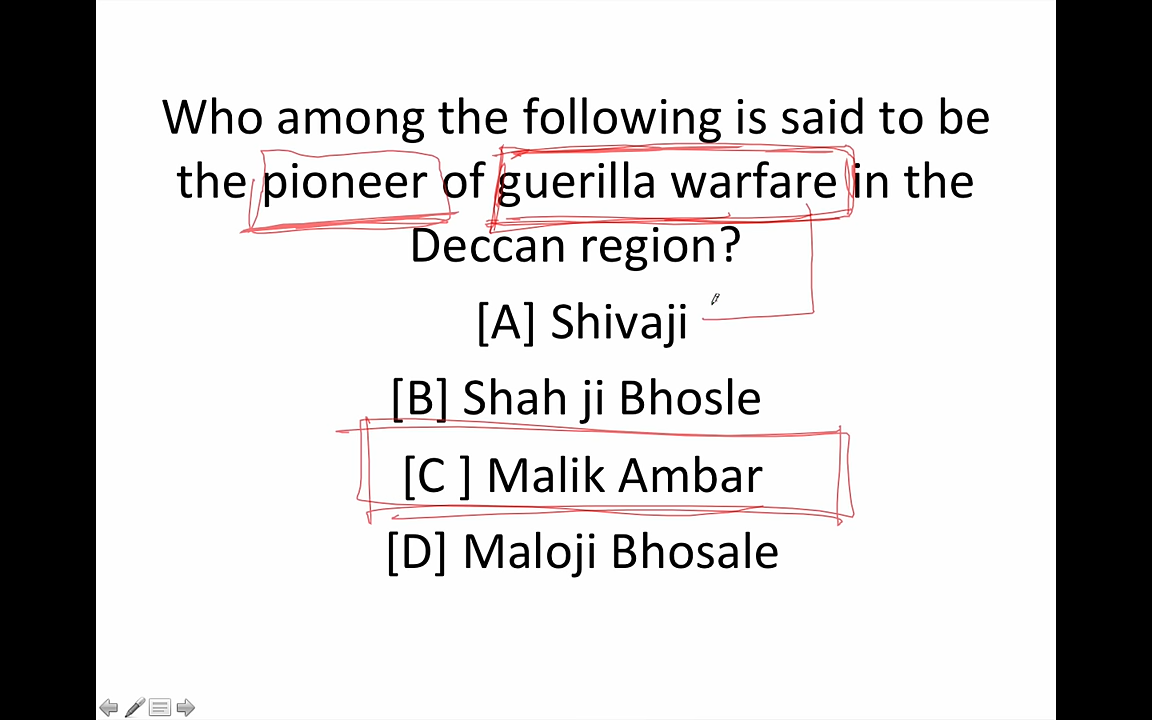 Who among the following is said to be
the pioneer of guerilla warfare in the
Deccan region?
[A] Shivaji
[B] Shah ji Bhosle
[C ] Malik Ambar
[D] Maloji Bhosale